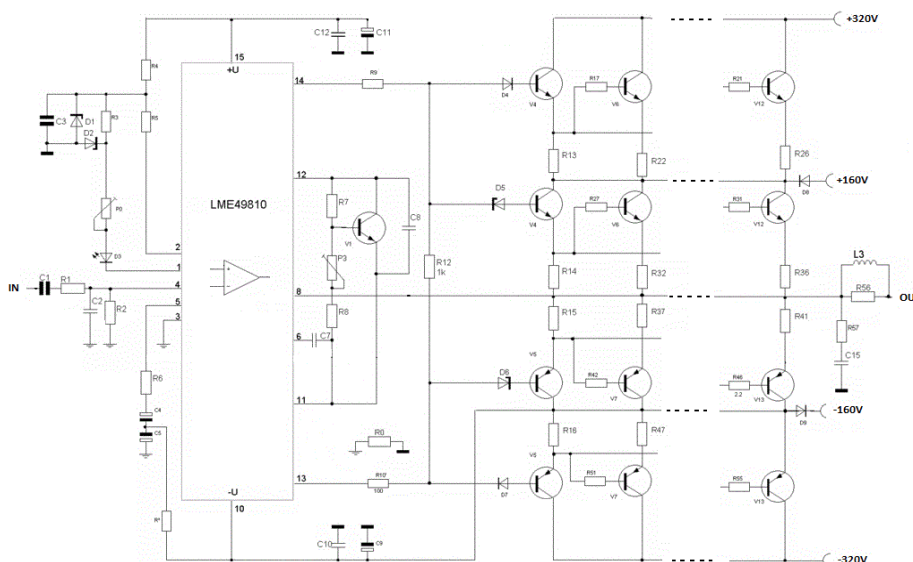 +320V
C12
C11
15
+U
R4
14
R9
D4
V4
R17
V6
R21
V12
C3
D1
D2
R3
R5
R13
R22
R26
12
LME49810
+160V
D8
D5
V4
R27
V6
R31
V12
R7
C8
V1
P3
R12
1k
2
D3
1
C1
R1
IN
4
C2
R2
5
3
8
R14
R32
R36
L3
R56
OU
R15
R37
R41
R8
6
C7
R57
C15
R6
D6
V5
R42
V7
R46
2.2
V13
11
-160V
D9
C4
C5
R0
R16
R47
V5
R51
V7
R55
V13
13
R10'
100
D7
-U
10
C10
C9
-320V